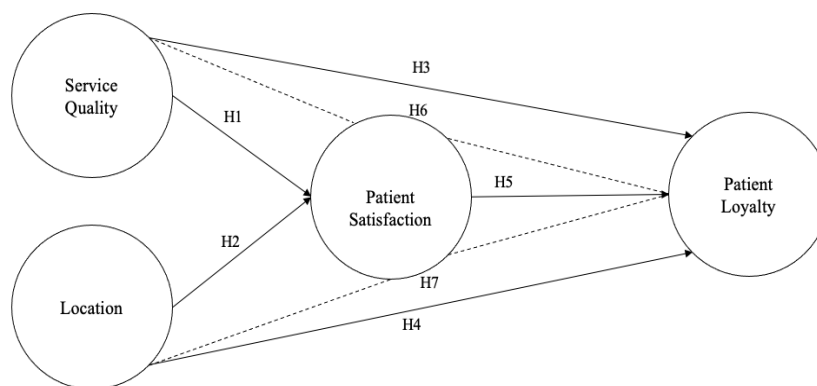 Service
Quality
H1
H3
H6
Patient
Satisfaction
H5
Patient
Loyalty
H2
Location
H7
H4